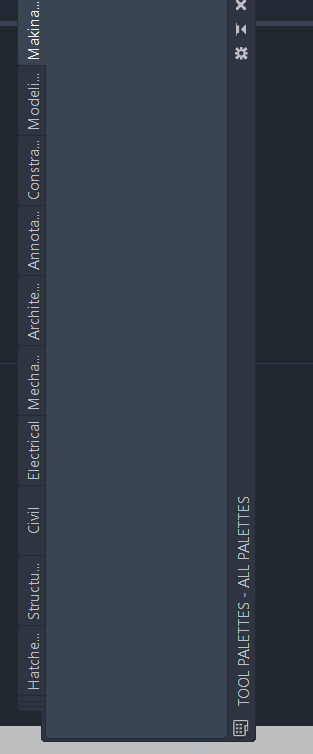 Makina...
Modeli...
Constra...
Annota...
Archite...
Mecha...
Electrical
Civil
Structu...
Hatche...
TOOL PALETTES - ALL PALETTES